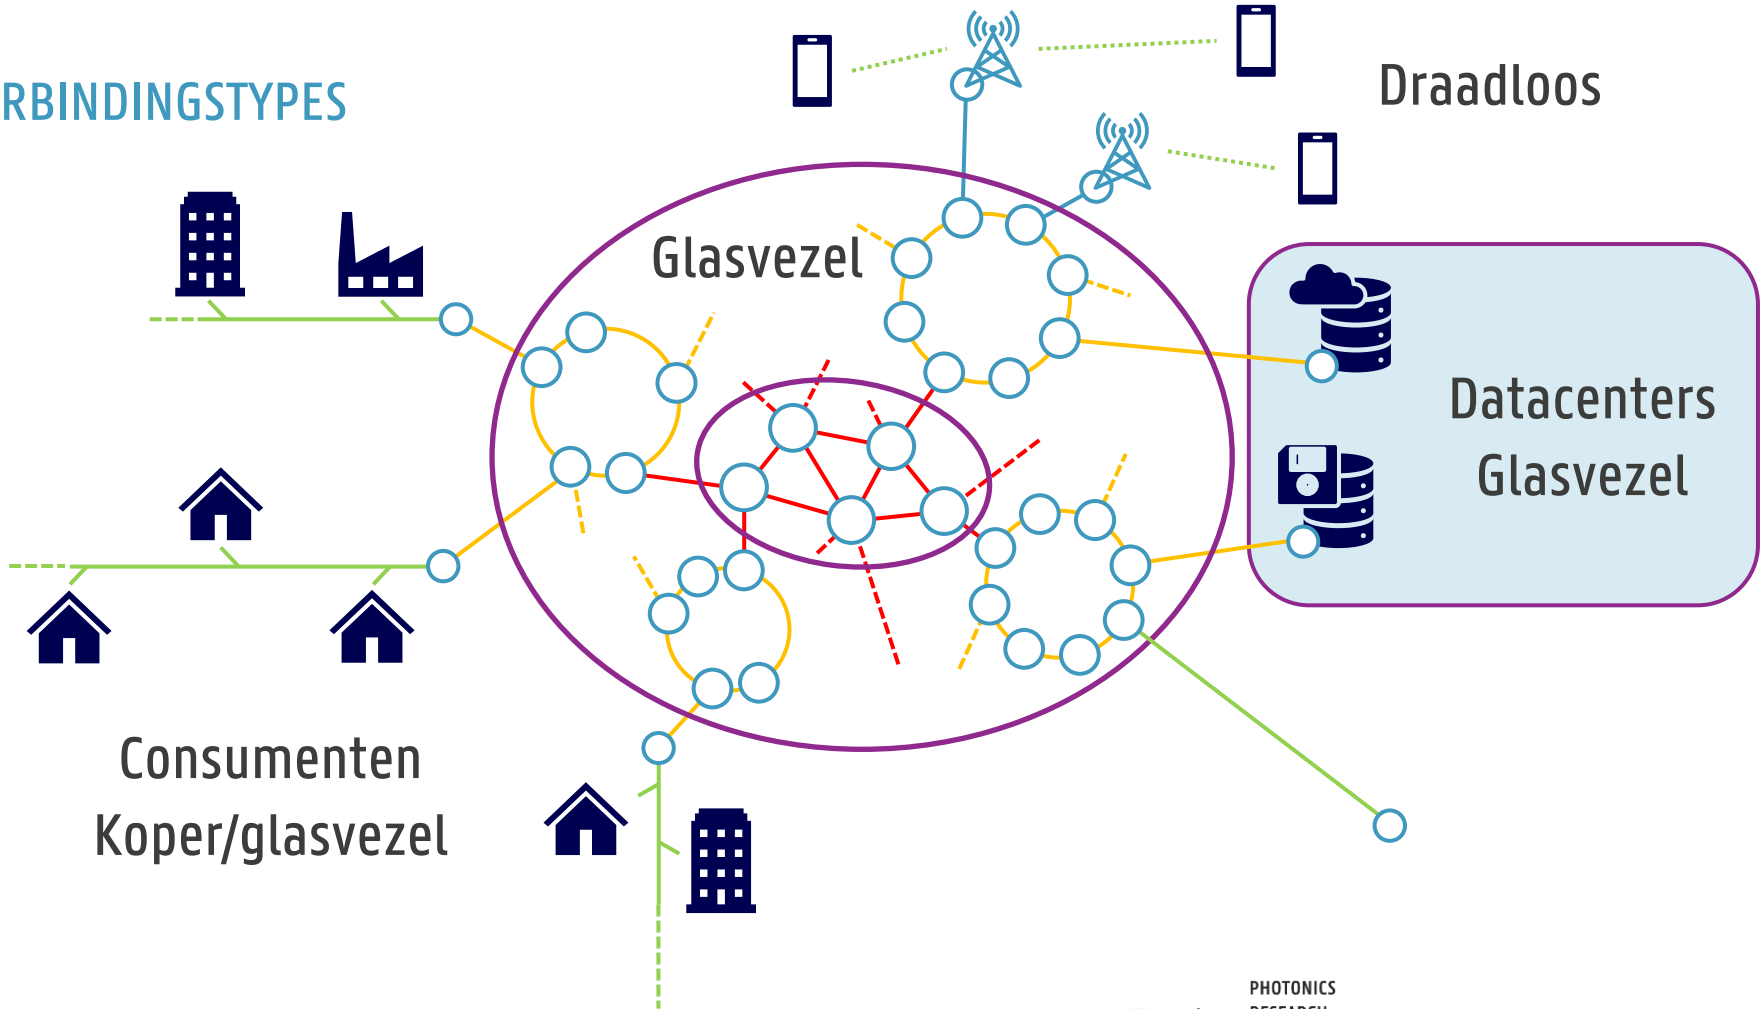 RBINDINGSTYPES
Draadloos
Glasvezel
Datacenters
Glasvezel
Consumenten
Koper/glasvezel
PHOTONICS